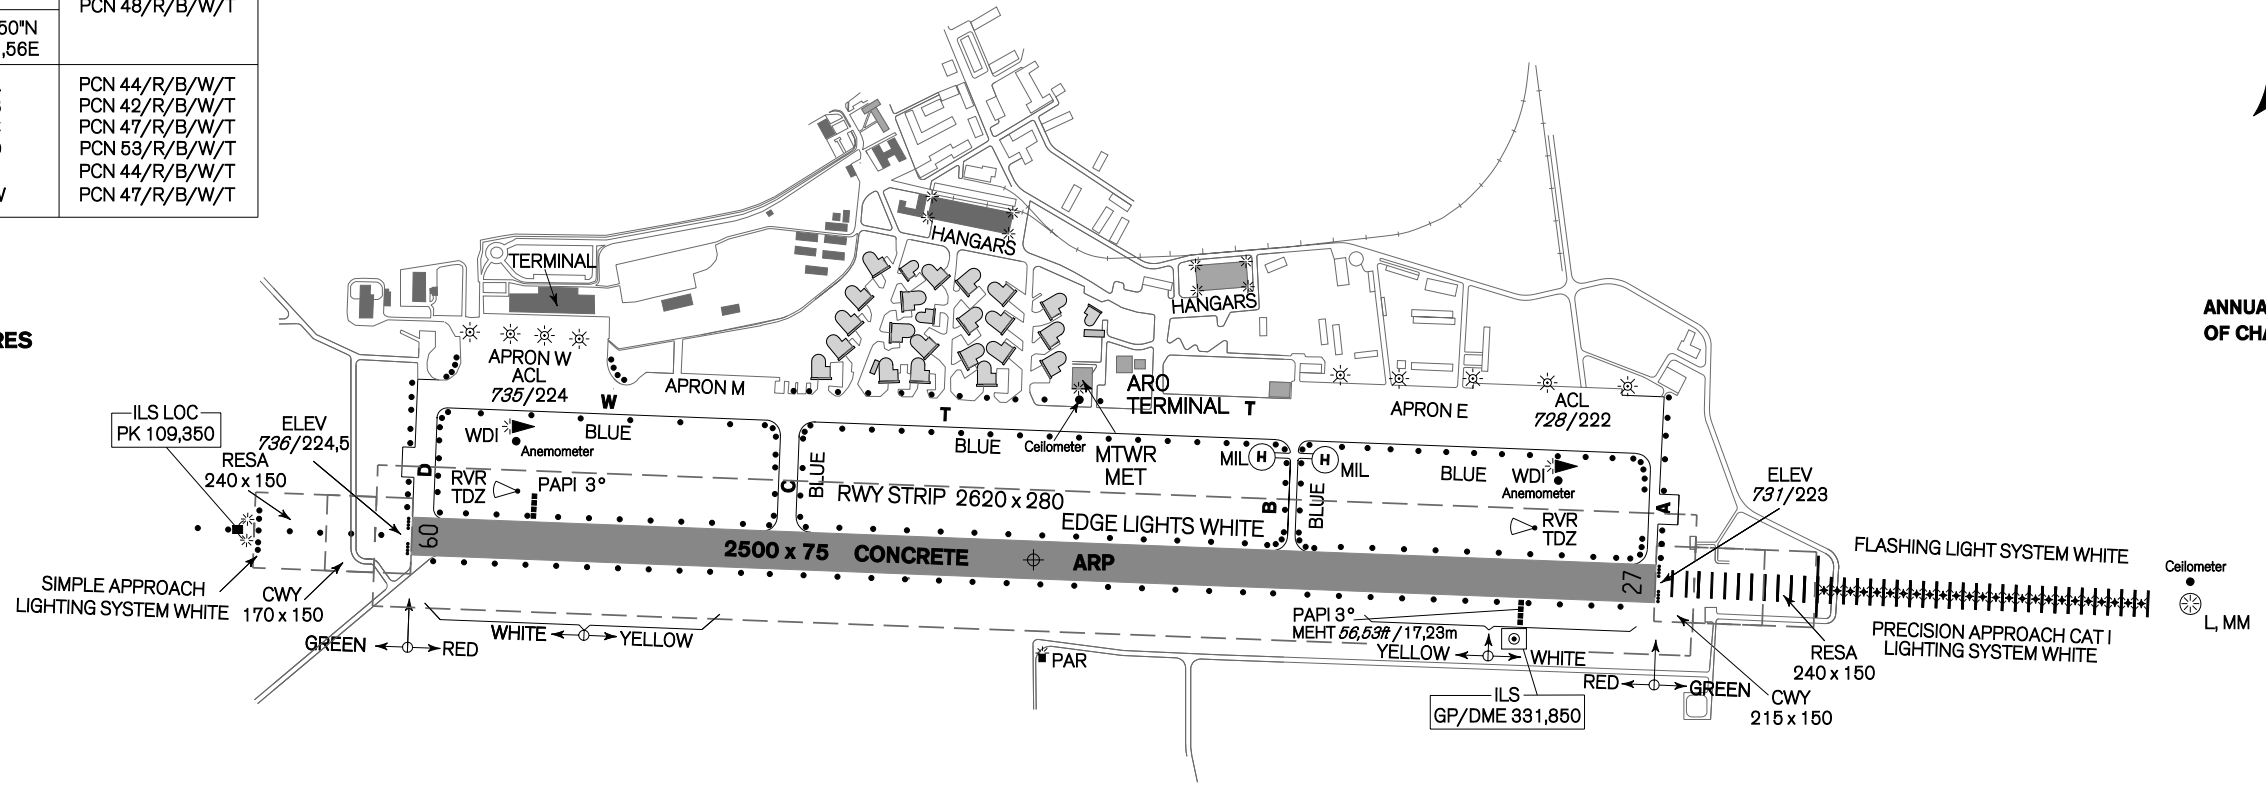 PCN 48/R/B/W/T
50"N
,56E
PCN 44/R/B/W/T
PCN 42/R/B/W/T
PCN 47/R/B/W/T
PCN 53/R/B/W/T
PCN 44/R/B/W/T
PCN 47/R/B/W/T
RES
ANNUA
OF CHA
HANGARS
TERMINAL
HANGARS
APRON W
ACL
735/224
APRON M
ARO
TERMINAL
APRON E
ACL
728/222
W
T
T
ILS LOC
PK 109,350
ELEV
736/224,5
RESA
240 x 150
WDI
Anemometer
BLUE
BLUE
Ceilometer
MTWR
MET
MIL
H
H
MIL
BLUE
WDI
Anemometer
ELEV
731/223
D
RVR
TDZ
PAPI 3°
C
BLUE
RWY STRIP 2620 x 280
EDGE LIGHTS WHITE
B
BLUE
RVR
TDZ
A
09
2500 x 75 CONCRETE ARP
27
FLASHING LIGHT SYSTEM WHITE
Ceilometer
L, MM
SIMPLE APPROACH
LIGHTING SYSTEM WHITE
CWY
170 x 150
GREEN
RED
WHITE
YELLOW
PAR
PAPI 3°
MEHT 56,53ft / 17,23m
YELLOW
WHITE
PRECISION APPROACH CAT I
LIGHTING SYSTEM WHITE
RESA
240 x 150
RED
GREEN
CWY
215 x 150
ILS
GP/DME 331,850